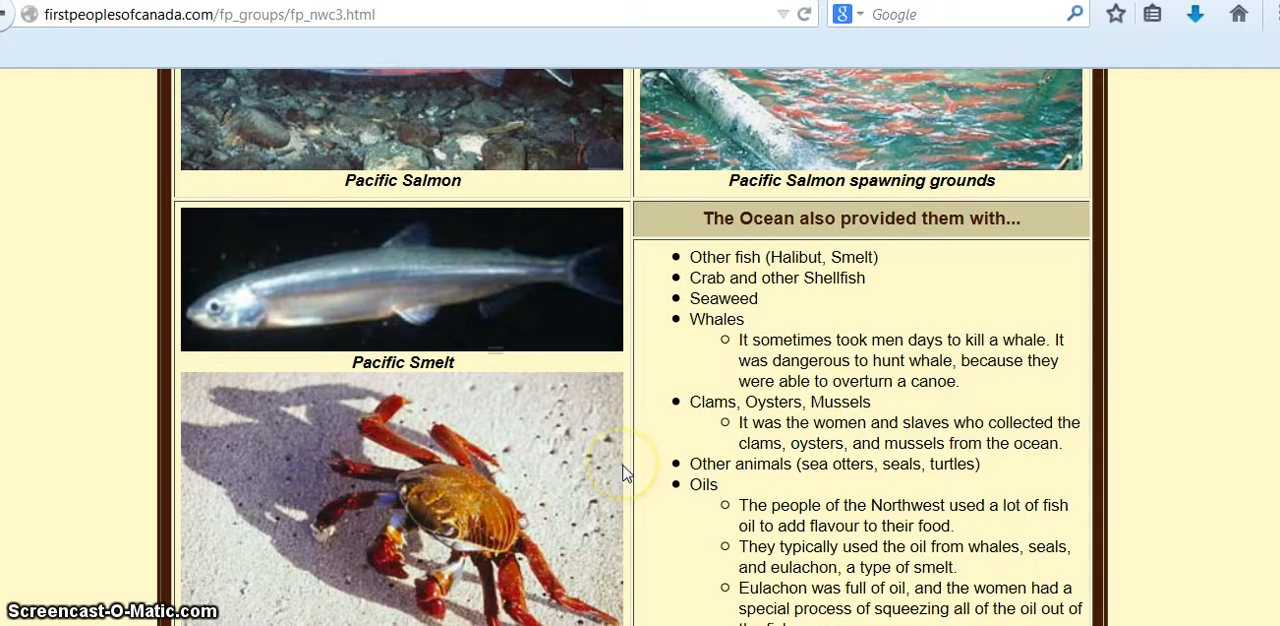 firstpeoplesofcanada.com/fp_groups/fp_nwc3.html
Google
Pacific Salmon
Pacific Salmon spawning grounds
The Ocean also provided them with...
Other fish (Halibut, Smelt)
Crab and other Shellfish
Seaweed
Whales
It sometimes took men days to kill a whale. It
was dangerous to hunt whale, because they
were able to overturn a canoe.
Pacific Smelt
Clams, Oysters, Mussels
It was the women and slaves who collected the
clams, oysters, and mussels from the ocean.
Other animals (sea otters, seals, turtles)
Oils
The people of the Northwest used a lot of fish
oil to add flavour to their food.
They typically used the oil from whales, seals,
and eulachon, a type of smelt.
Eulachon was full of oil, and the women had a
special process of squeezing all of the oil out of
Screencast-O-Matic.com